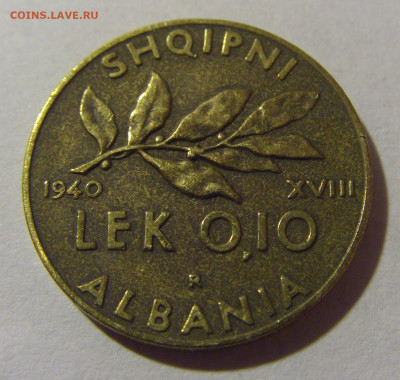 COINS.LAVE.RU
SHQIPNI
1940 XVIII
LEK 0,10
R
ALBANIA